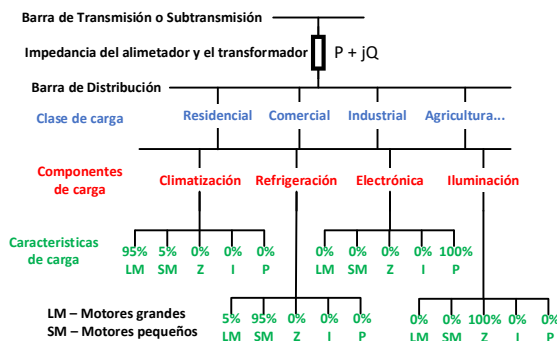 Barra de Transmisión o Subtransmisión
Impedancia del alimetador y el transformador P + jQ
Barra de Distribución
Clase de carga Residencial Comercial Industrial Agricultura...
Componentes de carga Climatización Refrigeración Electrónica Iluminación
Caracteristicas de carga
95% 5% 0% 0% 0% 0% 0% 0% 0% 100%
LM SM Z I P LM SM Z I P
LM – Motores grandes
SM – Motores pequeños
5% 95% 0% 0% 0% 0% 0% 100% 0% 0%
LM SM Z I P LM SM Z I P